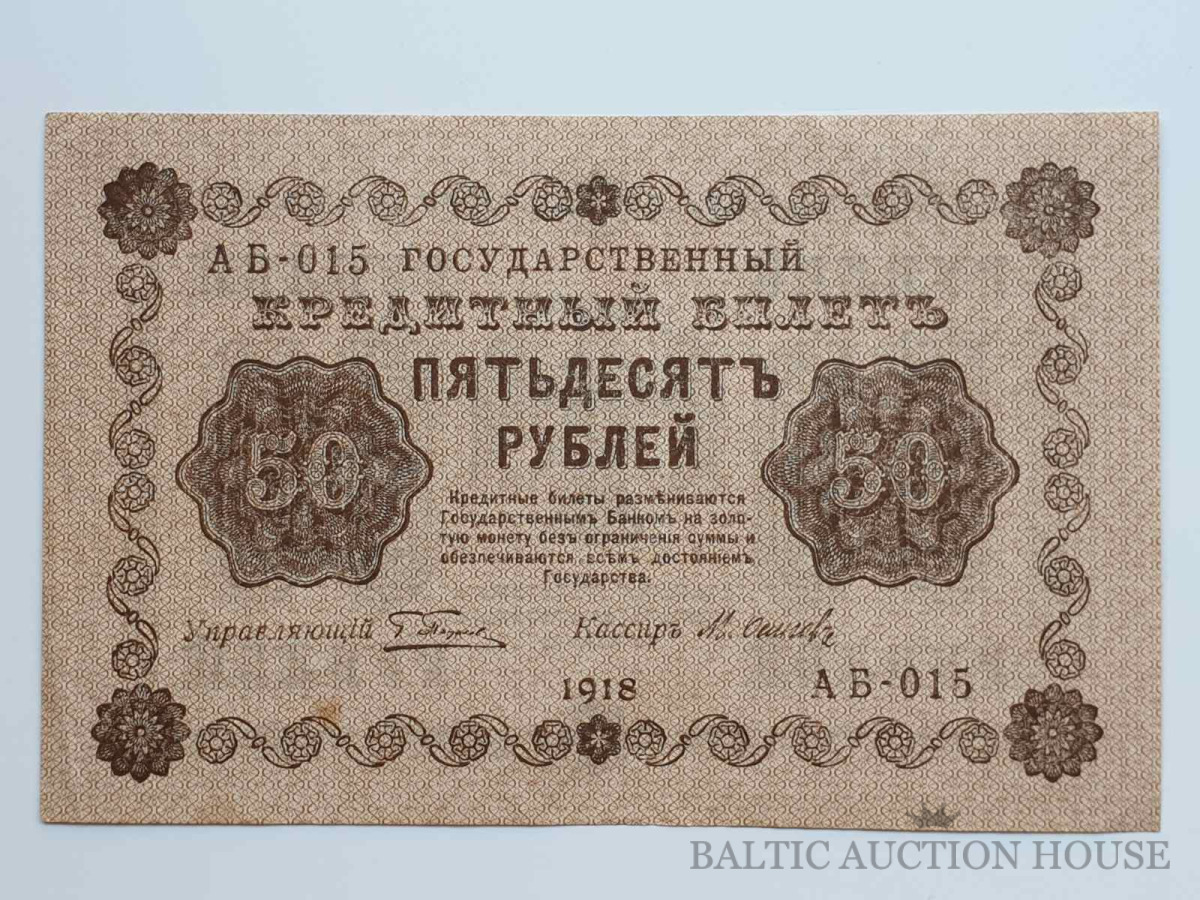 АБ-015 ГОСУДАРСТВЕННЫЙ
КРЕДИТНЫЙ БИЛЕТЪ
ПЯТЬДЕСЯТЪ
РУБЛЕЙ
50 50
Кредитные билеты размѣниваются
Государственнымъ Банкомъ на золо-
тую монету безъ ограничения суммы и
обезпечиваются всѣмъ достояніемъ
Государства.
Управляющій Кассиръ
1918 АБ-015
BALTIC AUCTION HOUSE